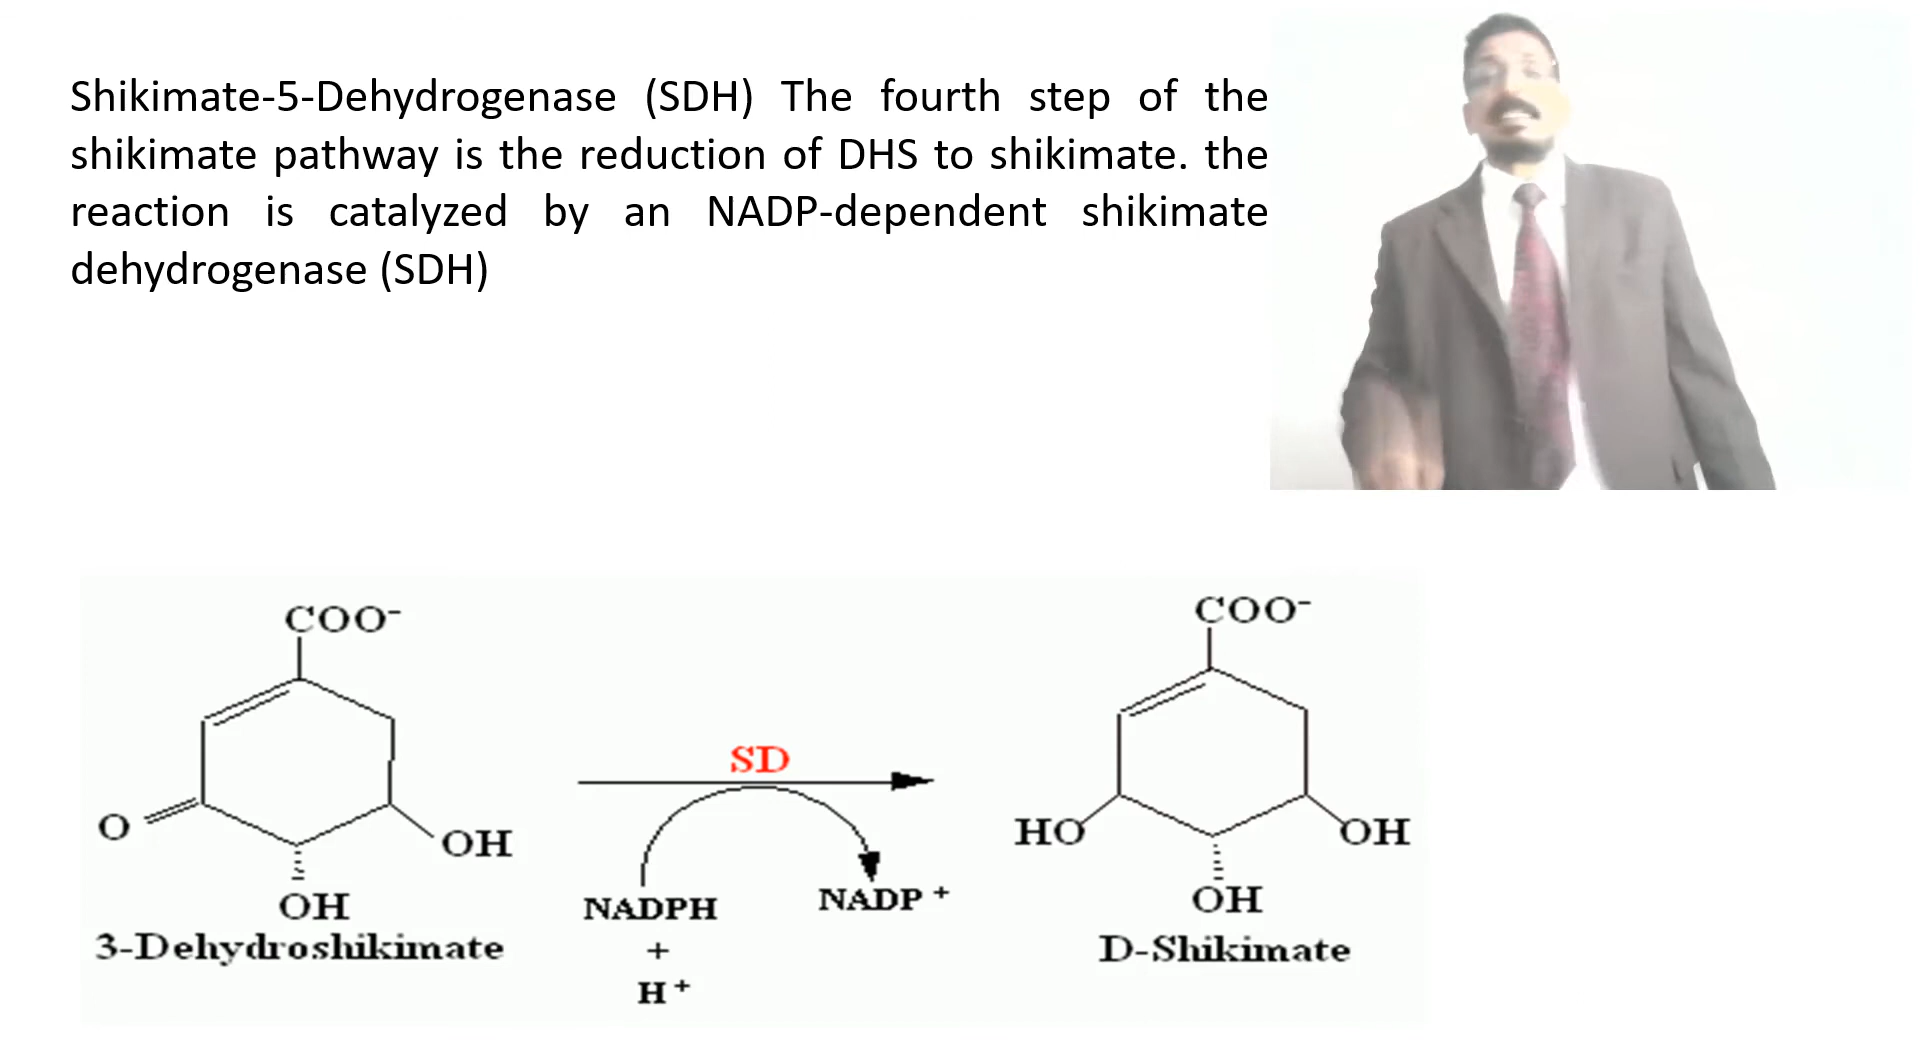 Shikimate-5-Dehydrogenase (SDH) The fourth step of the
shikimate pathway is the reduction of DHS to shikimate. the
reaction is catalyzed by an NADP-dependent shikimate
dehydrogenase (SDH)
COO⁻
O
OH
OH
3-Dehydroshikimate
SD
NADPH
+
H⁺
NADP⁺
COO⁻
HO
OH
OH
D-Shikimate